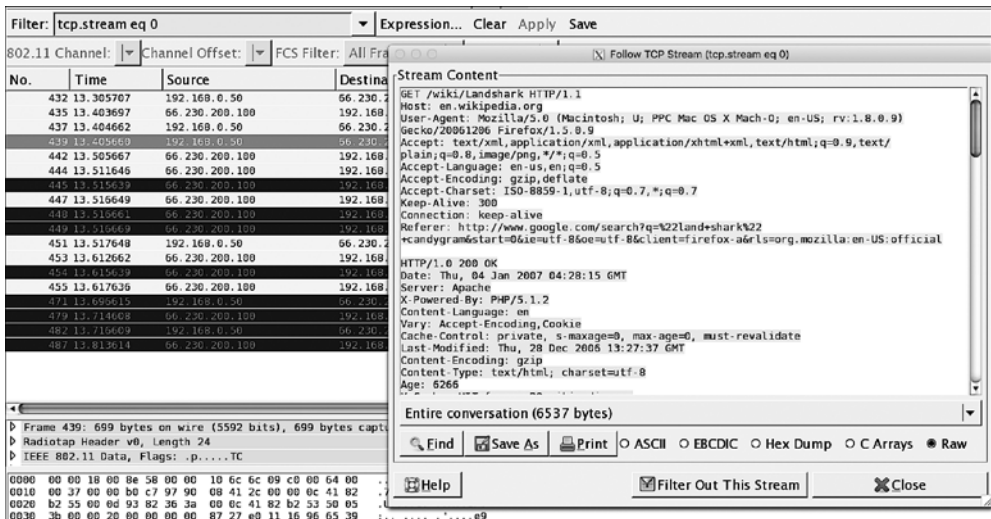 Filter: tcp.stream eq 0 Expression... Clear Apply Save
802.11 Channel: Channel Offset: FCS Filter: All Fra
No. Time Source Destina
432 13.305707 192.168.0.50 66.230.2
435 13.403697 66.230.200.100 192.168.
437 13.404662 192.168.0.50 66.230.2
439 13.405660 192.168.0.50 66.230.2
442 13.505667 66.230.200.100 192.168.
444 13.511646 66.230.200.100 192.168.
445 13.515639 66.230.200.100 192.168.
447 13.516649 66.230.200.100 192.168.
448 13.516661 66.230.200.100 192.168.
449 13.516669 66.230.200.100 192.168.
451 13.517648 192.168.0.50 66.230.2
453 13.612662 66.230.200.100 192.168.
454 13.615639 66.230.200.100 192.168.
455 13.617636 66.230.200.100 192.168.
471 13.696615 192.168.0.50 66.230.2
479 13.714608 66.230.200.100 192.168.
482 13.716609 192.168.0.50 66.230.2
487 13.813614 66.230.200.100 192.168.
Frame 439: 699 bytes on wire (5592 bits), 699 bytes captu
Radiotap Header v0, Length 24
IEEE 802.11 Data, Flags: .p.....TC
0000 00 00 18 00 8e 58 00 00 10 6c 6c 09 c0 00 64 00
0010 00 37 00 00 b0 c7 97 90 08 41 2c 00 00 0c 41 82
0020 b2 55 00 0d 93 82 36 3a 00 0c 41 82 b2 53 50 05
0030 3b 00 00 20 00 00 00 00 87 27 e0 11 16 96 65 39
Follow TCP Stream (tcp.stream eq 0)
Stream Content
GET /wiki/Landshark HTTP/1.1
Host: en.wikipedia.org
User-Agent: Mozilla/5.0 (Macintosh; U; PPC Mac OS X Mach-O; en-US; rv:1.8.0.9)
Gecko/20061206 Firefox/1.5.0.9
Accept: text/xml,application/xml,application/xhtml+xml,text/html;q=0.9,text/
plain;q=0.8,image/png,*/*;q=0.5
Accept-Language: en-us,en;q=0.5
Accept-Encoding: gzip,deflate
Accept-Charset: ISO-8859-1,utf-8;q=0.7,*;q=0.7
Keep-Alive: 300
Connection: keep-alive
Referer: http://www.google.com/search?q=%22land+shark%22
+candygram&start=0&ie=utf-8&oe=utf-8&client=firefox-a&rls=org.mozilla:en-US:official
HTTP/1.0 200 OK
Date: Thu, 04 Jan 2007 04:28:15 GMT
Server: Apache
X-Powered-By: PHP/5.1.2
Content-Language: en
Vary: Accept-Encoding,Cookie
Cache-Control: private, s-maxage=0, max-age=0, must-revalidate
Last-Modified: Thu, 28 Dec 2006 13:27:37 GMT
Content-Encoding: gzip
Content-Type: text/html; charset=utf-8
Age: 6266
Entire conversation (6537 bytes)
Find Save As Print ASCII EBCDIC Hex Dump C Arrays Raw
Help Filter Out This Stream Close